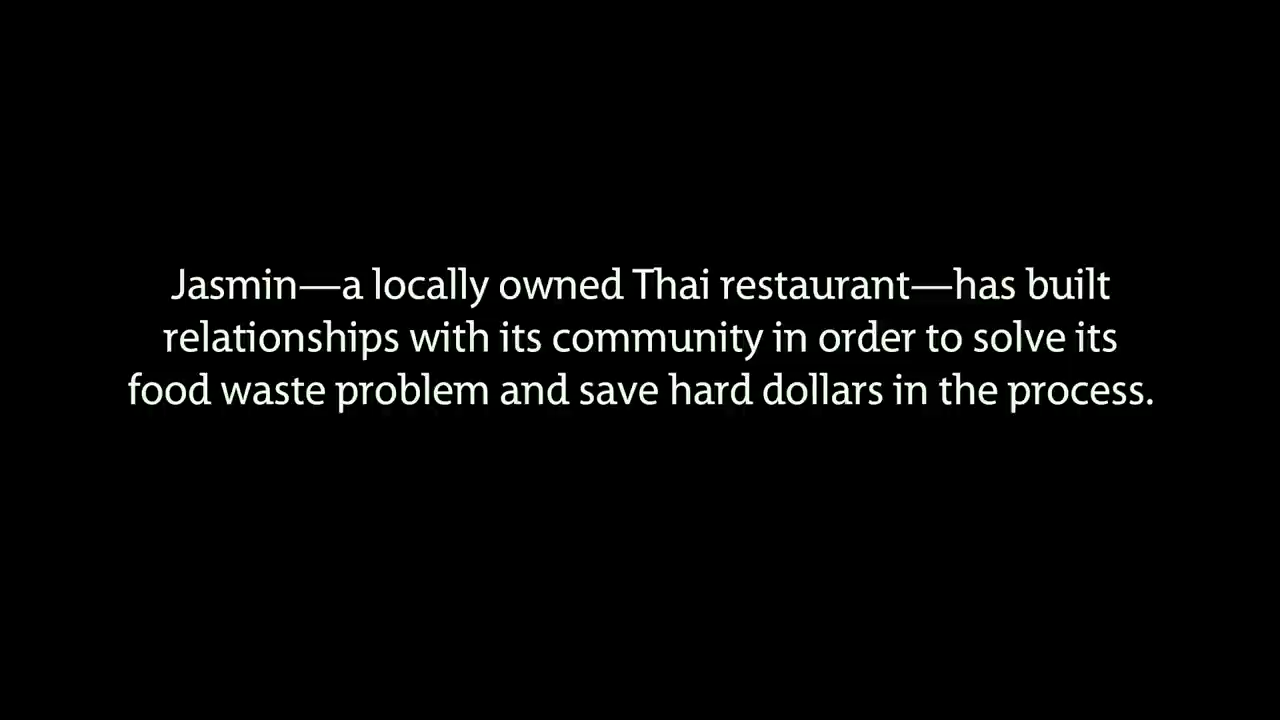 Jasmin—a locally owned Thai restaurant—has built
relationships with its community in order to solve its
food waste problem and save hard dollars in the process.